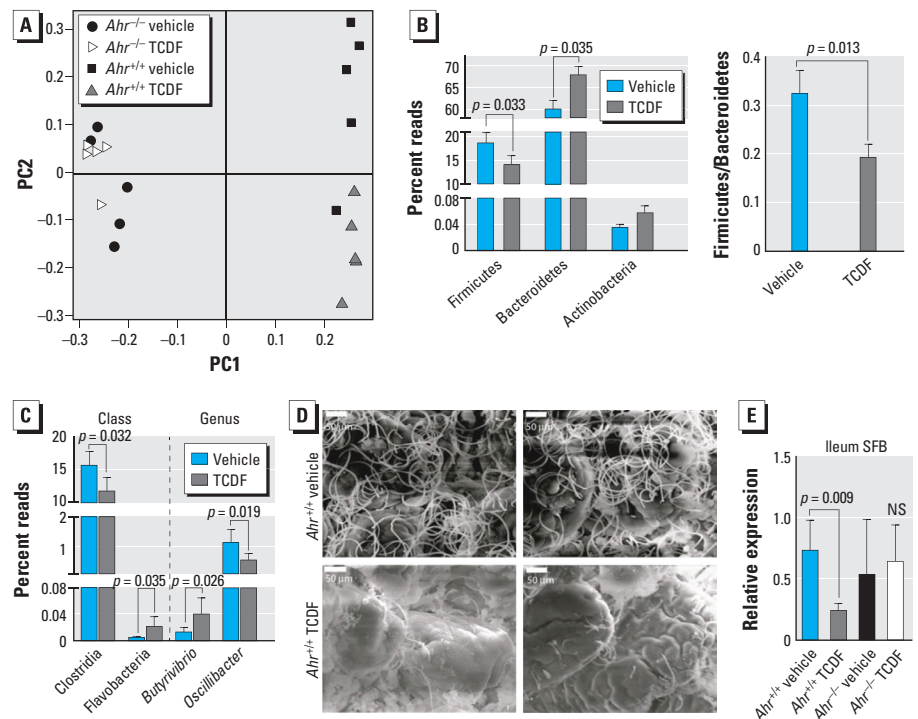 A
Ahr–/– vehicle
Ahr–/– TCDF
Ahr+/+ vehicle
Ahr+/+ TCDF
PC2
0.3
0.2
0.1
0
–0.1
–0.2
–0.3
–0.3
–0.2
–0.1
0
0.1
0.2
PC1
B
Percent reads
70
65
60
20
15
10
0.08
0.04
0
p = 0.033
p = 0.035
Vehicle
TCDF
Firmicutes
Bacteroidetes
Actinobacteria
Firmicutes/Bacteroidetes
0.4
0.3
0.2
0.1
0
p = 0.013
Vehicle
TCDF
C
Class
Genus
Percent reads
20
15
10
2
1
0.08
0.04
0
p = 0.032
Vehicle
TCDF
p = 0.019
p = 0.035
p = 0.026
Clostridia
Flavobacteria
Butyrivibrio
Oscillibacter
D
Ahr+/+ vehicle
Ahr+/+ TCDF
50 µm
50 µm
50 µm
50 µm
E
Ileum SFB
Relative expression
1.5
1.0
0.5
0
p = 0.009
NS
Ahr+/+ vehicle
Ahr+/+ TCDF
Ahr–/– vehicle
Ahr–/– TCDF